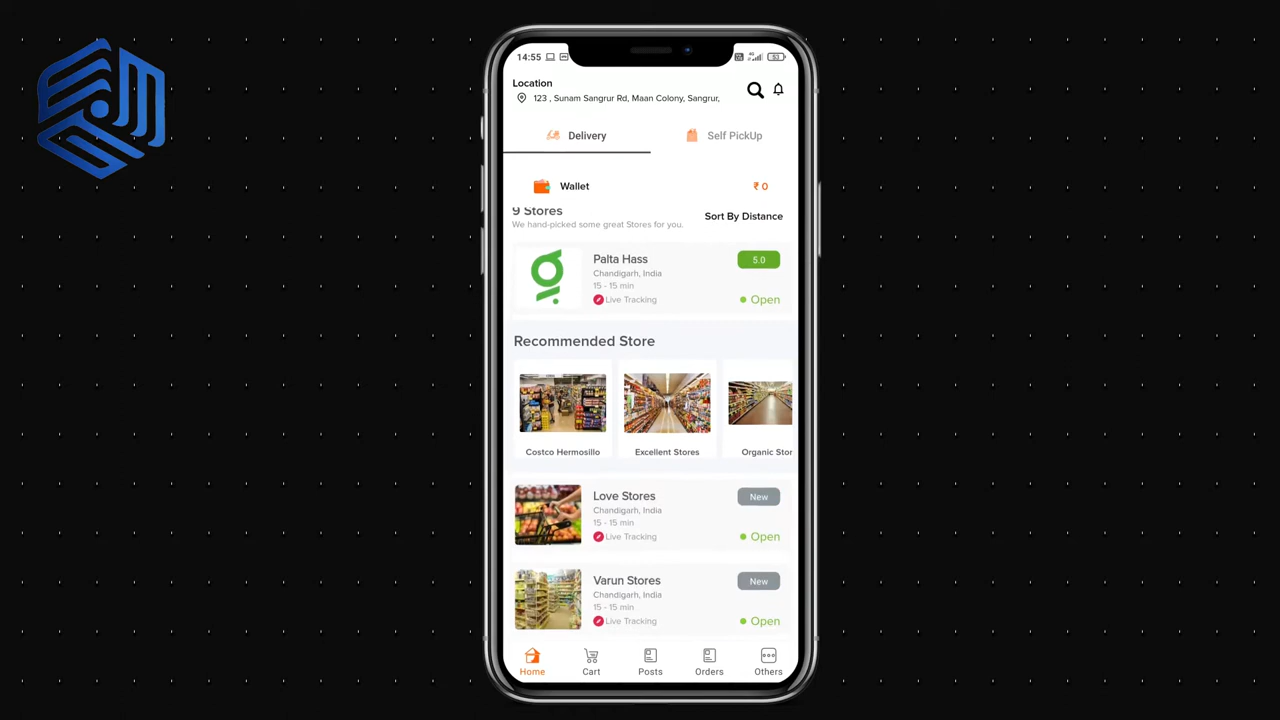 14:55
53
Location
123 , Sunam Sangrur Rd, Maan Colony, Sangrur,
Delivery
Self PickUp
Wallet
₹ 0
9 Stores
Sort By Distance
We hand-picked some great Stores for you.
Palta Hass
5.0
Chandigarh, India
15 - 15 min
Live Tracking
Open
Recommended Store
Costco Hermosillo
Excellent Stores
Organic Stor
Love Stores
New
Chandigarh, India
15 - 15 min
Live Tracking
Open
Varun Stores
New
Chandigarh, India
15 - 15 min
Live Tracking
Open
Home
Cart
Posts
Orders
Others